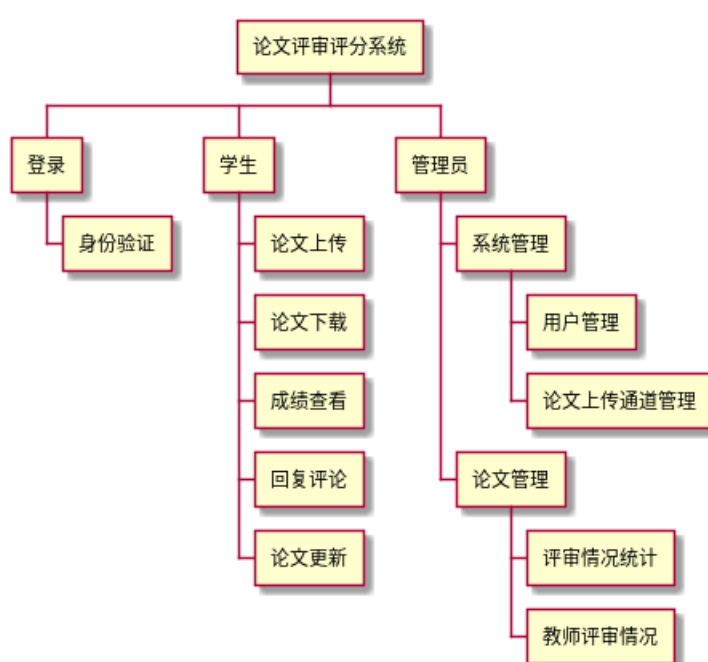 论文评审评分系统
登录
学生
管理员
身份验证
论文上传
系统管理
论文下载
用户管理
成绩查看
论文上传通道管理
回复评论
论文管理
论文更新
评审情况统计
教师评审情况